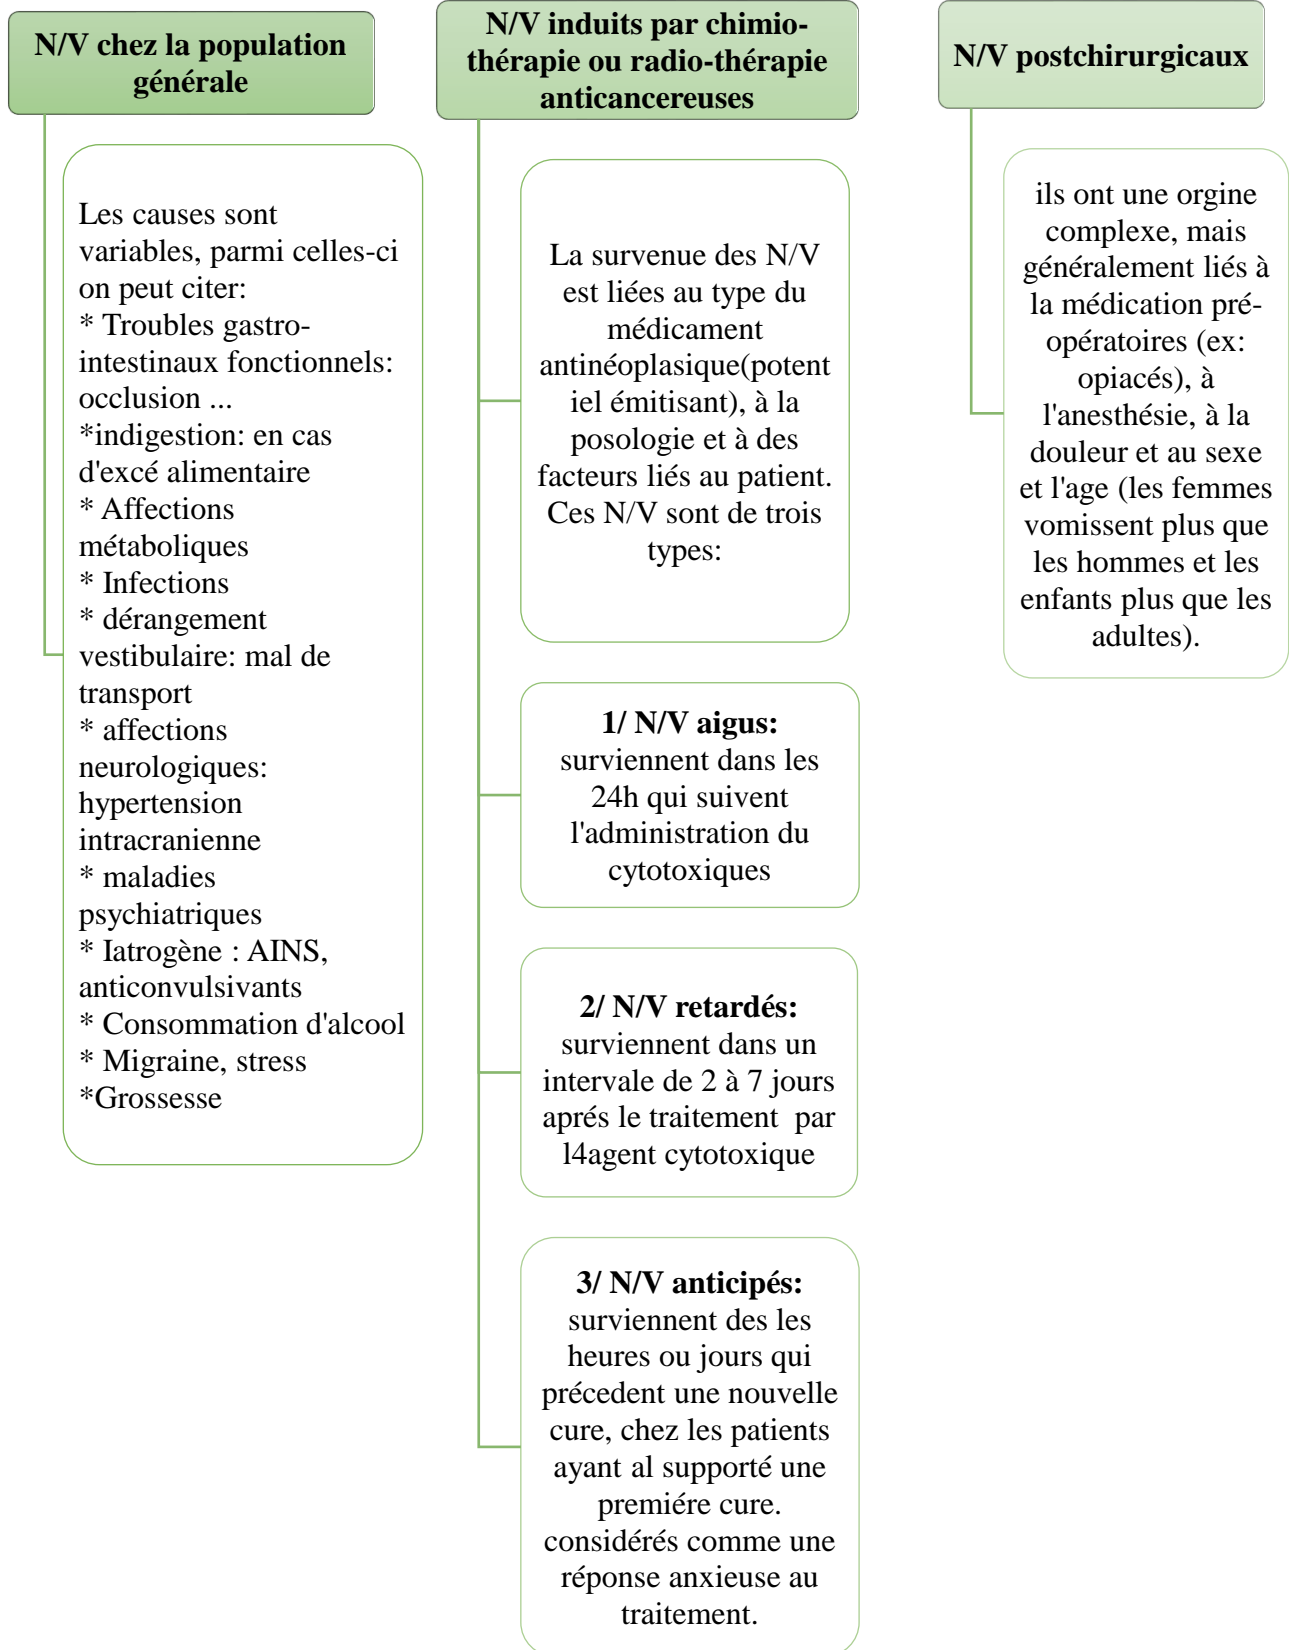 N/V chez la population
générale
Les causes sont
variables, parmi celles-ci
on peut citer:
* Troubles gastro-
intestinaux fonctionnels:
occlusion ...
*indigestion: en cas
d'excé alimentaire
* Affections
métaboliques
* Infections
* dérangement
vestibulaire: mal de
transport
* affections
neurologiques:
hypertension
intracranienne
* maladies
psychiatriques
* Iatrogène : AINS,
anticonvulsivants
* Consommation d'alcool
* Migraine, stress
*Grossesse
N/V induits par chimio-
thérapie ou radio-thérapie
anticancereuses
La survenue des N/V
est liées au type du
médicament
antinéoplasique(potent
iel émitisant), à la
posologie et à des
facteurs liés au patient.
Ces N/V sont de trois
types:
1/ N/V aigus:
surviennent dans les
24h qui suivent
l'administration du
cytotoxiques
2/ N/V retardés:
surviennent dans un
intervale de 2 à 7 jours
aprés le traitement par
l4agent cytotoxique
3/ N/V anticipés:
surviennent des les
heures ou jours qui
précedent une nouvelle
cure, chez les patients
ayant al supporté une
premiére cure.
considérés comme une
réponse anxieuse au
traitement.
N/V postchirurgicaux
ils ont une orgine
complexe, mais
généralement liés à
la médication pré-
opératoires (ex:
opiacés), à
l'anesthésie, à la
douleur et au sexe
et l'age (les femmes
vomissent plus que
les hommes et les
enfants plus que les
adultes).